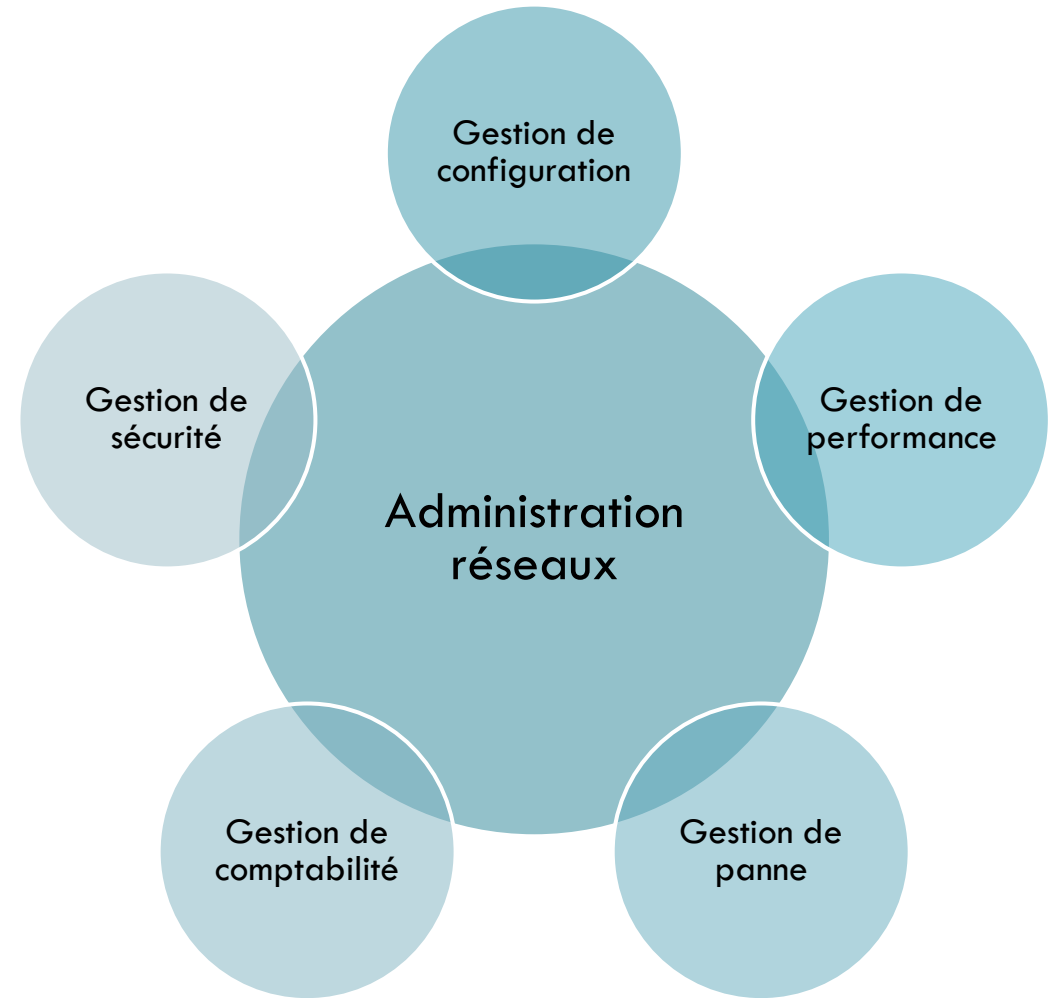 Gestion de
configuration
Gestion de
sécurité
Gestion de
performance
Administration
réseaux
Gestion de
comptabilité
Gestion de
panne